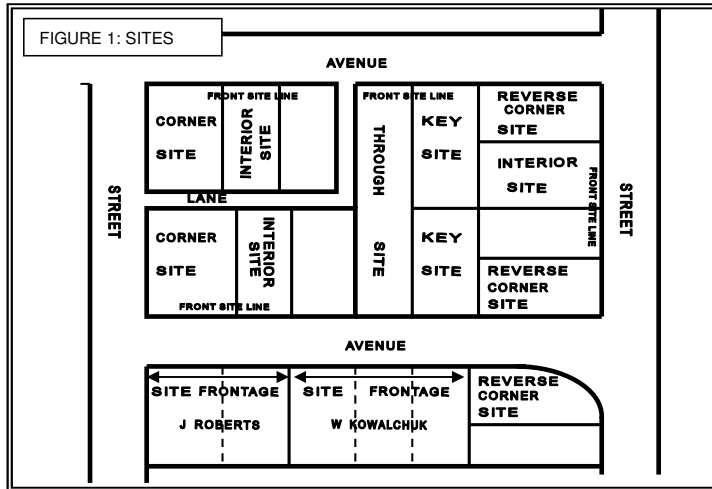 FIGURE 1: SITES
AVENUE
FRONT SITE LINE
FRONT SITE LINE
CORNER
SITE
INTERIOR
SITE
THROUGH
SITE
KEY
SITE
REVERSE
CORNER
SITE
INTERIOR
SITE
FRONT SITE LINE
STREET
STREET
LANE
CORNER
SITE
INTERIOR
SITE
KEY
SITE
REVERSE
CORNER
SITE
FRONT SITE LINE
AVENUE
SITE FRONTAGE
SITE FRONTAGE
REVERSE
CORNER
SITE
J ROBERTS
W KOWALCHUK